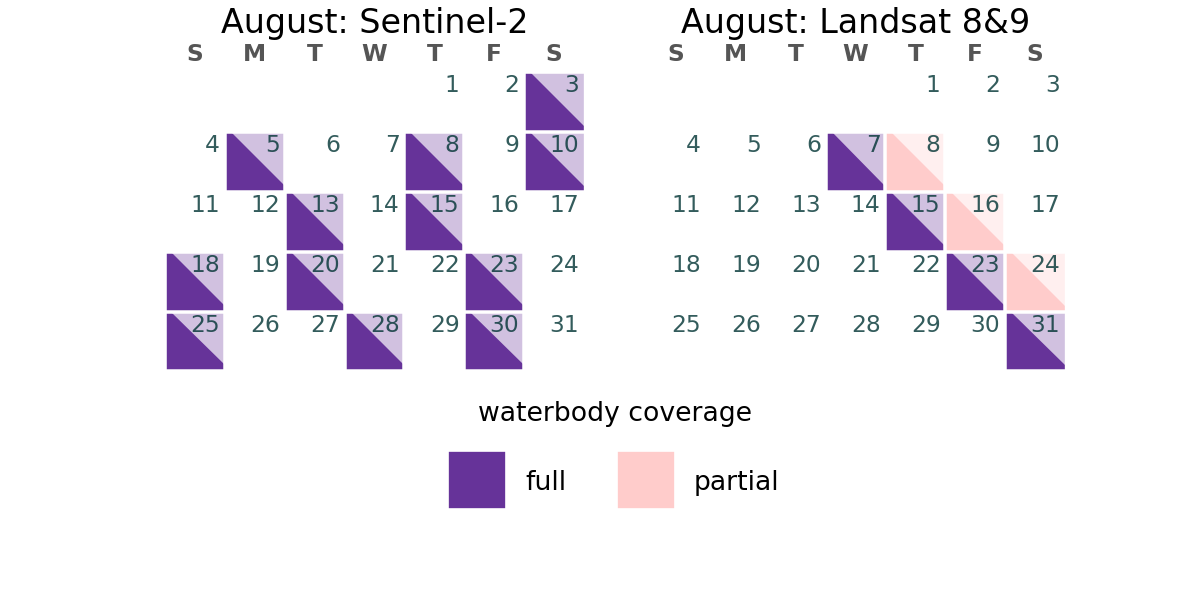 August: Sentinel-2
S M T W T F S
1 2 3
4 5 6 7 8 9 10
11 12 13 14 15 16 17
18 19 20 21 22 23 24
25 26 27 28 29 30 31
August: Landsat 8&9
S M T W T F S
1 2 3
4 5 6 7 8 9 10
11 12 13 14 15 16 17
18 19 20 21 22 23 24
25 26 27 28 29 30 31
waterbody coverage
full
partial